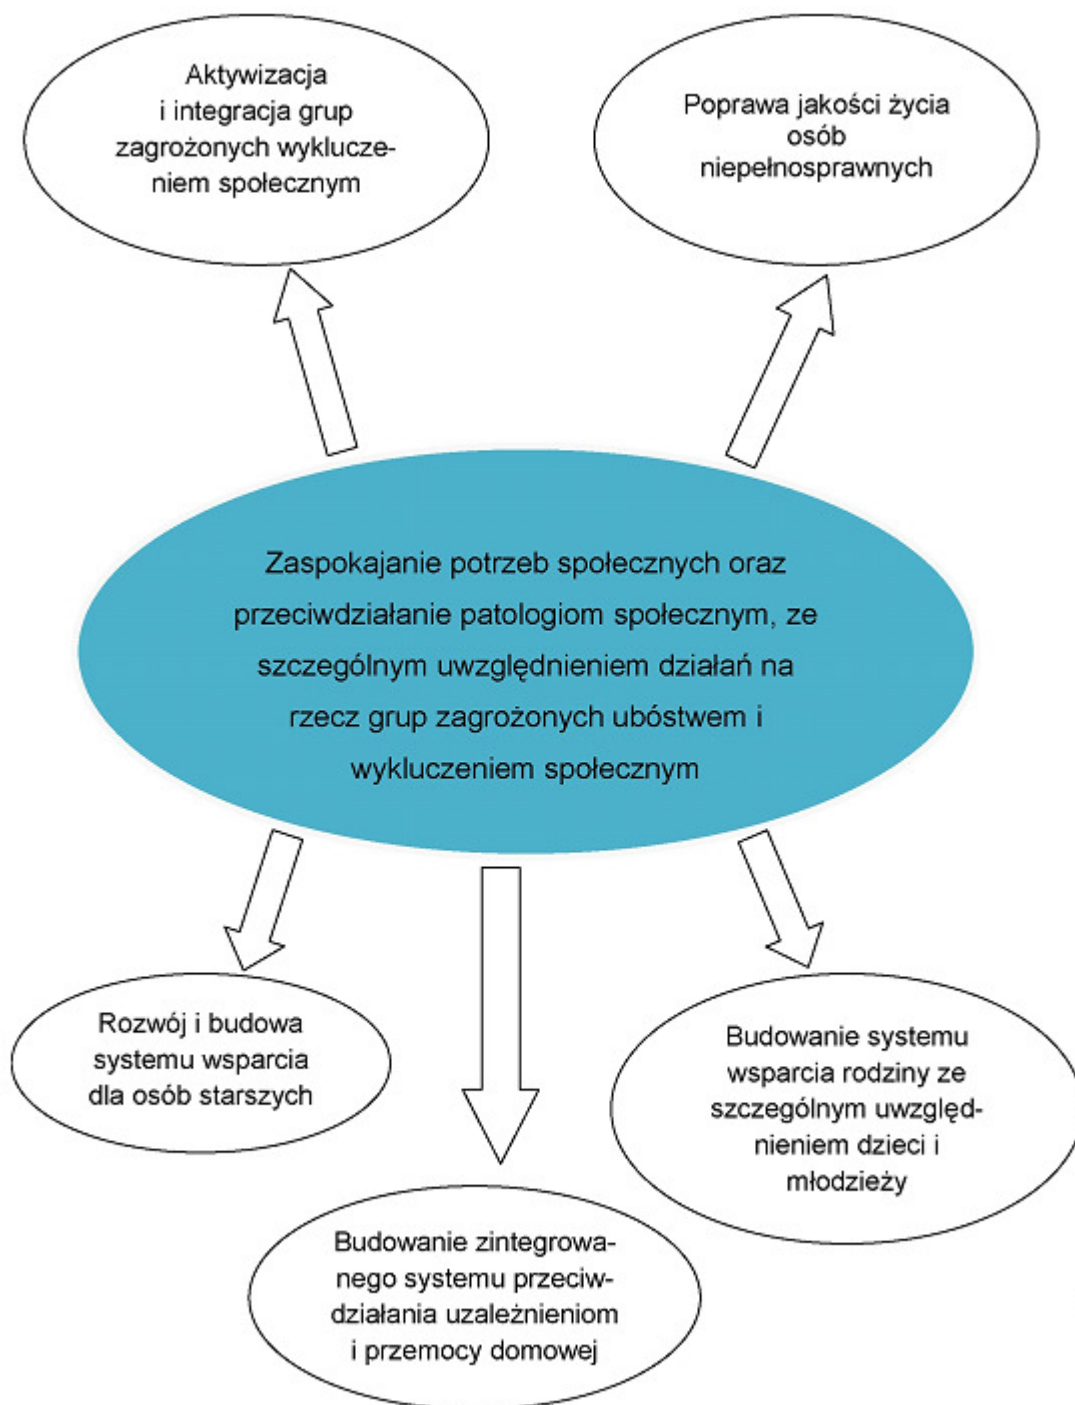 Aktywizacja
i integracja grup
zagrożonych wyklucze-
niem społecznym
Poprawa jakości życia
osób
niepełnosprawnych
Zaspokajanie potrzeb społecznych oraz
przeciwdziałanie patologiom społecznym, ze
szczególnym uwzględnieniem działań na
rzecz grup zagrożonych ubóstwem i
wykluczeniem społecznym
Rozwój i budowa
systemu wsparcia
dla osób starszych
Budowanie systemu
wsparcia rodziny ze
szczególnym uwzględ-
nieniem dzieci i
młodzieży
Budowanie zintegrowa-
nego systemu przeciw-
działania uzależnieniom
i przemocy domowej